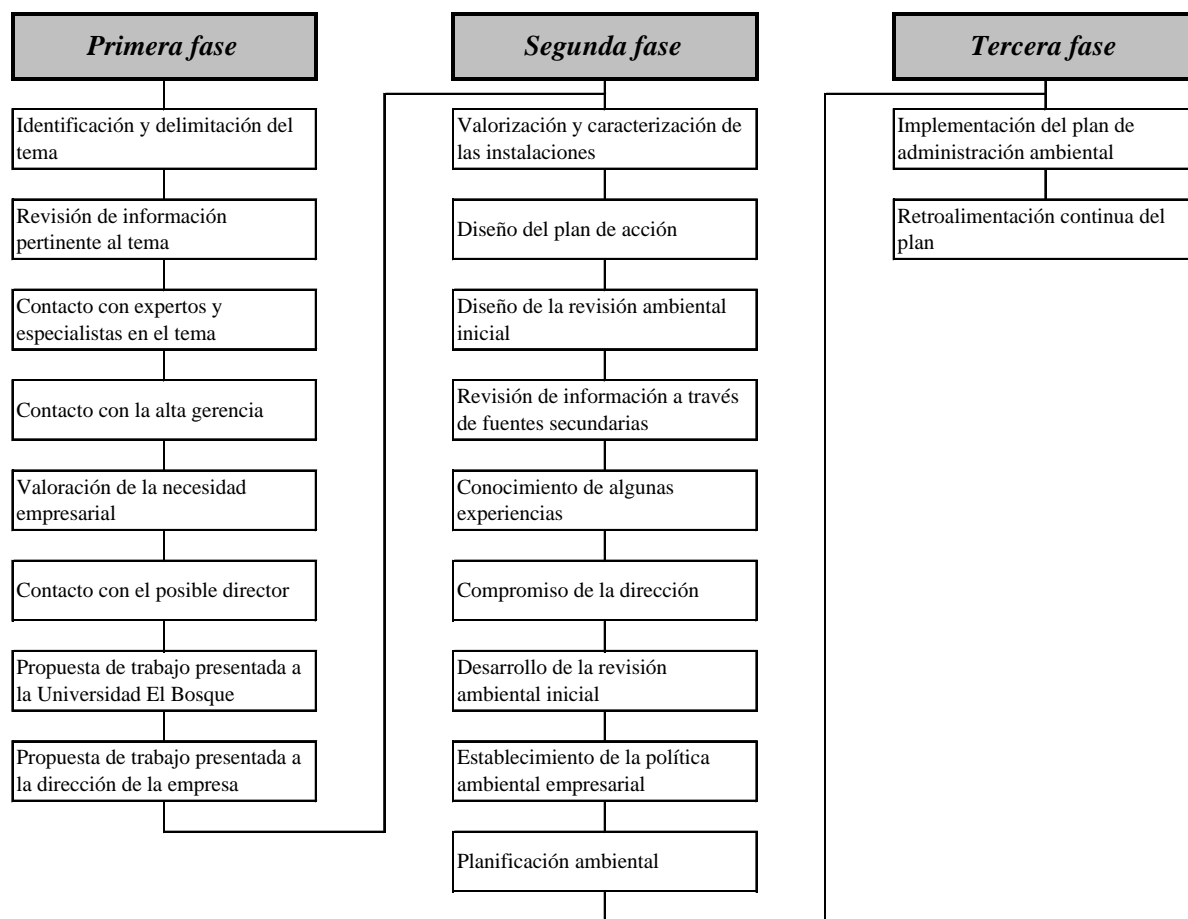 Primera fase
Identificación y delimitación del
tema
Revisión de información
pertinente al tema
Contacto con expertos y
especialistas en el tema
Contacto con la alta gerencia
Valoración de la necesidad
empresarial
Contacto con el posible director
Propuesta de trabajo presentada a
la Universidad El Bosque
Propuesta de trabajo presentada a
la dirección de la empresa
Segunda fase
Valorización y caracterización de
las instalaciones
Diseño del plan de acción
Diseño de la revisión ambiental
inicial
Revisión de información a través
de fuentes secundarias
Conocimiento de algunas
experiencias
Compromiso de la dirección
Desarrollo de la revisión
ambiental inicial
Establecimiento de la política
ambiental empresarial
Planificación ambiental
Tercera fase
Implementación del plan de
administración ambiental
Retroalimentación continua del
plan